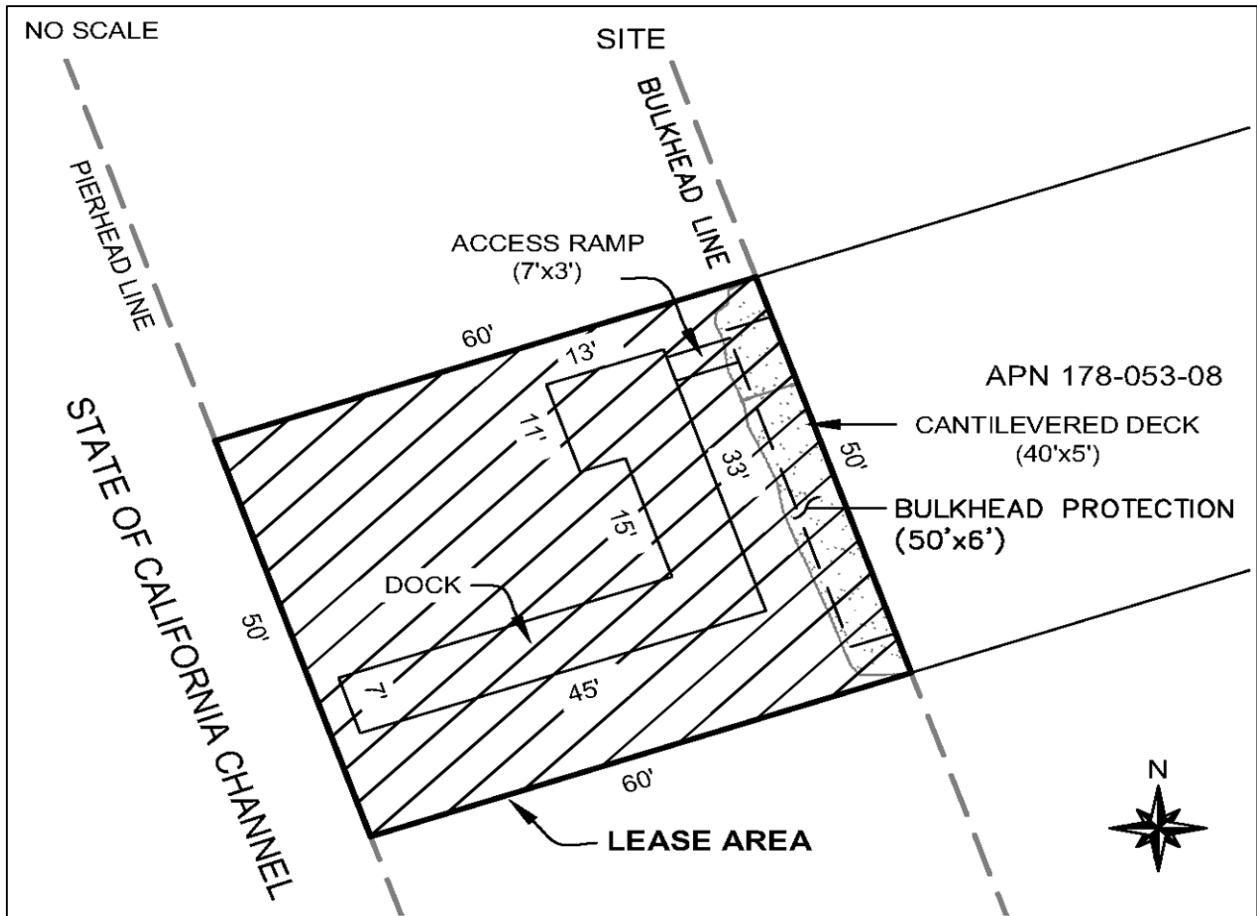 NO SCALE
SITE
PIERHEAD LINE
BULKHEAD LINE
ACCESS RAMP
(7'x3')
60'
13'
11'
15'
33'
50'
APN 178-053-08
CANTILEVERED DECK
(40'x5')
BULKHEAD PROTECTION
(50'x6')
STATE OF CALIFORNIA CHANNEL
50'
DOCK
7'
45'
60'
LEASE AREA
N